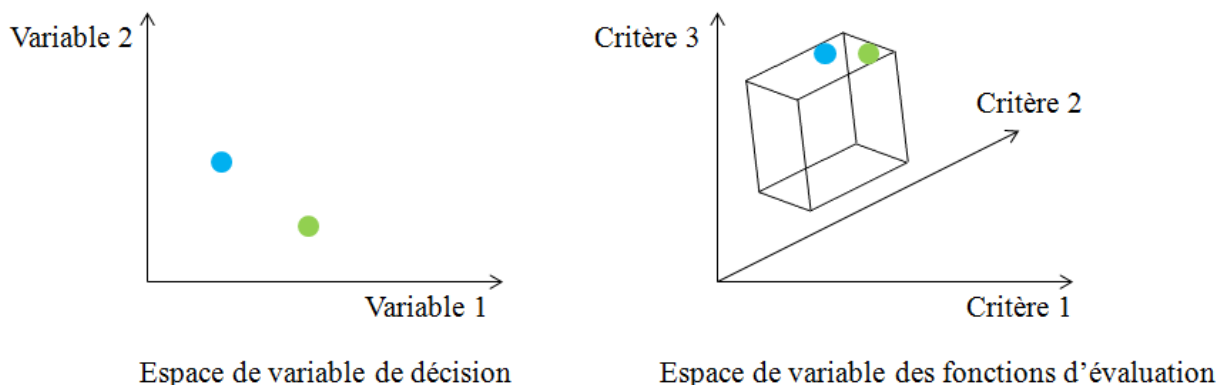 Variable 2
Variable 1
Espace de variable de décision
Critère 3
Critère 2
Critère 1
Espace de variable des fonctions d'évaluation